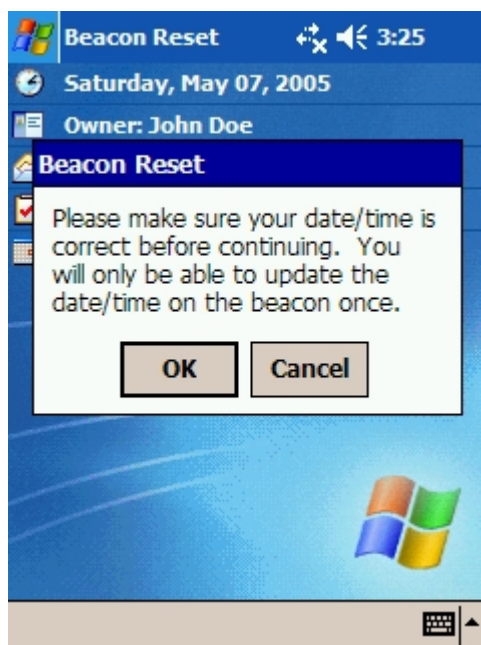 Beacon Reset 3:25
Saturday, May 07, 2005
Owner: John Doe
Beacon Reset
Please make sure your date/time is
correct before continuing.  You
will only be able to update the
date/time on the beacon once.
OK Cancel